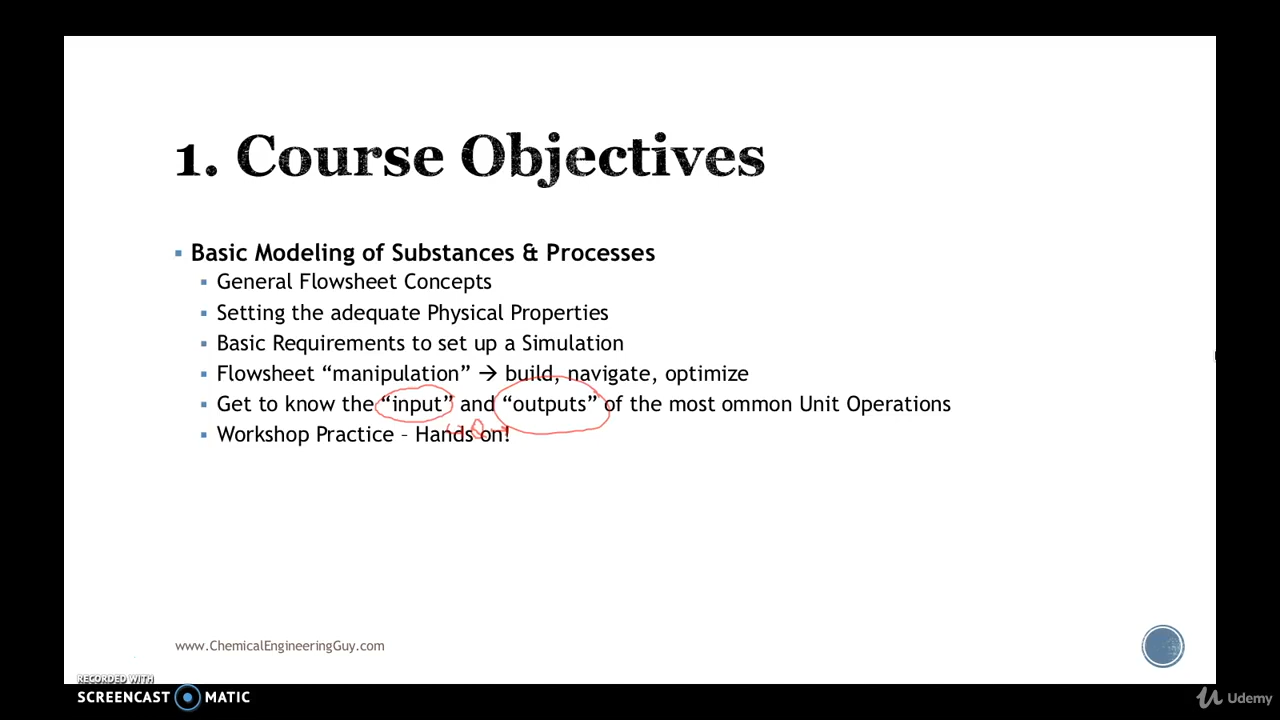 1. Course Objectives
Basic Modeling of Substances & Processes
General Flowsheet Concepts
Setting the adequate Physical Properties
Basic Requirements to set up a Simulation
Flowsheet “manipulation” → build, navigate, optimize
Get to know the “input” and “outputs” of the most ommon Unit Operations
Workshop Practice – Hands on!
www.ChemicalEngineeringGuy.com
RECORDED WITH
SCREENCAST MATIC
Udemy